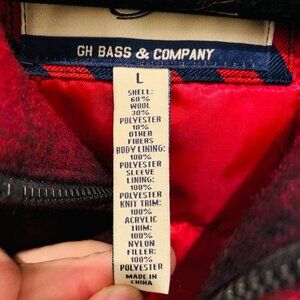 GH BASS & COMPANY
L
SHELL:
60%
WOOL
30%
POLYESTER
10%
OTHER
FIBERS
BODY LINING:
100%
POLYESTER
SLEEVE
LINING:
100%
POLYESTER
KNIT TRIM:
100%
ACRYLIC
TRIM:
100%
NYLON
FILLER:
100%
POLYESTER
MADE IN
CHINA